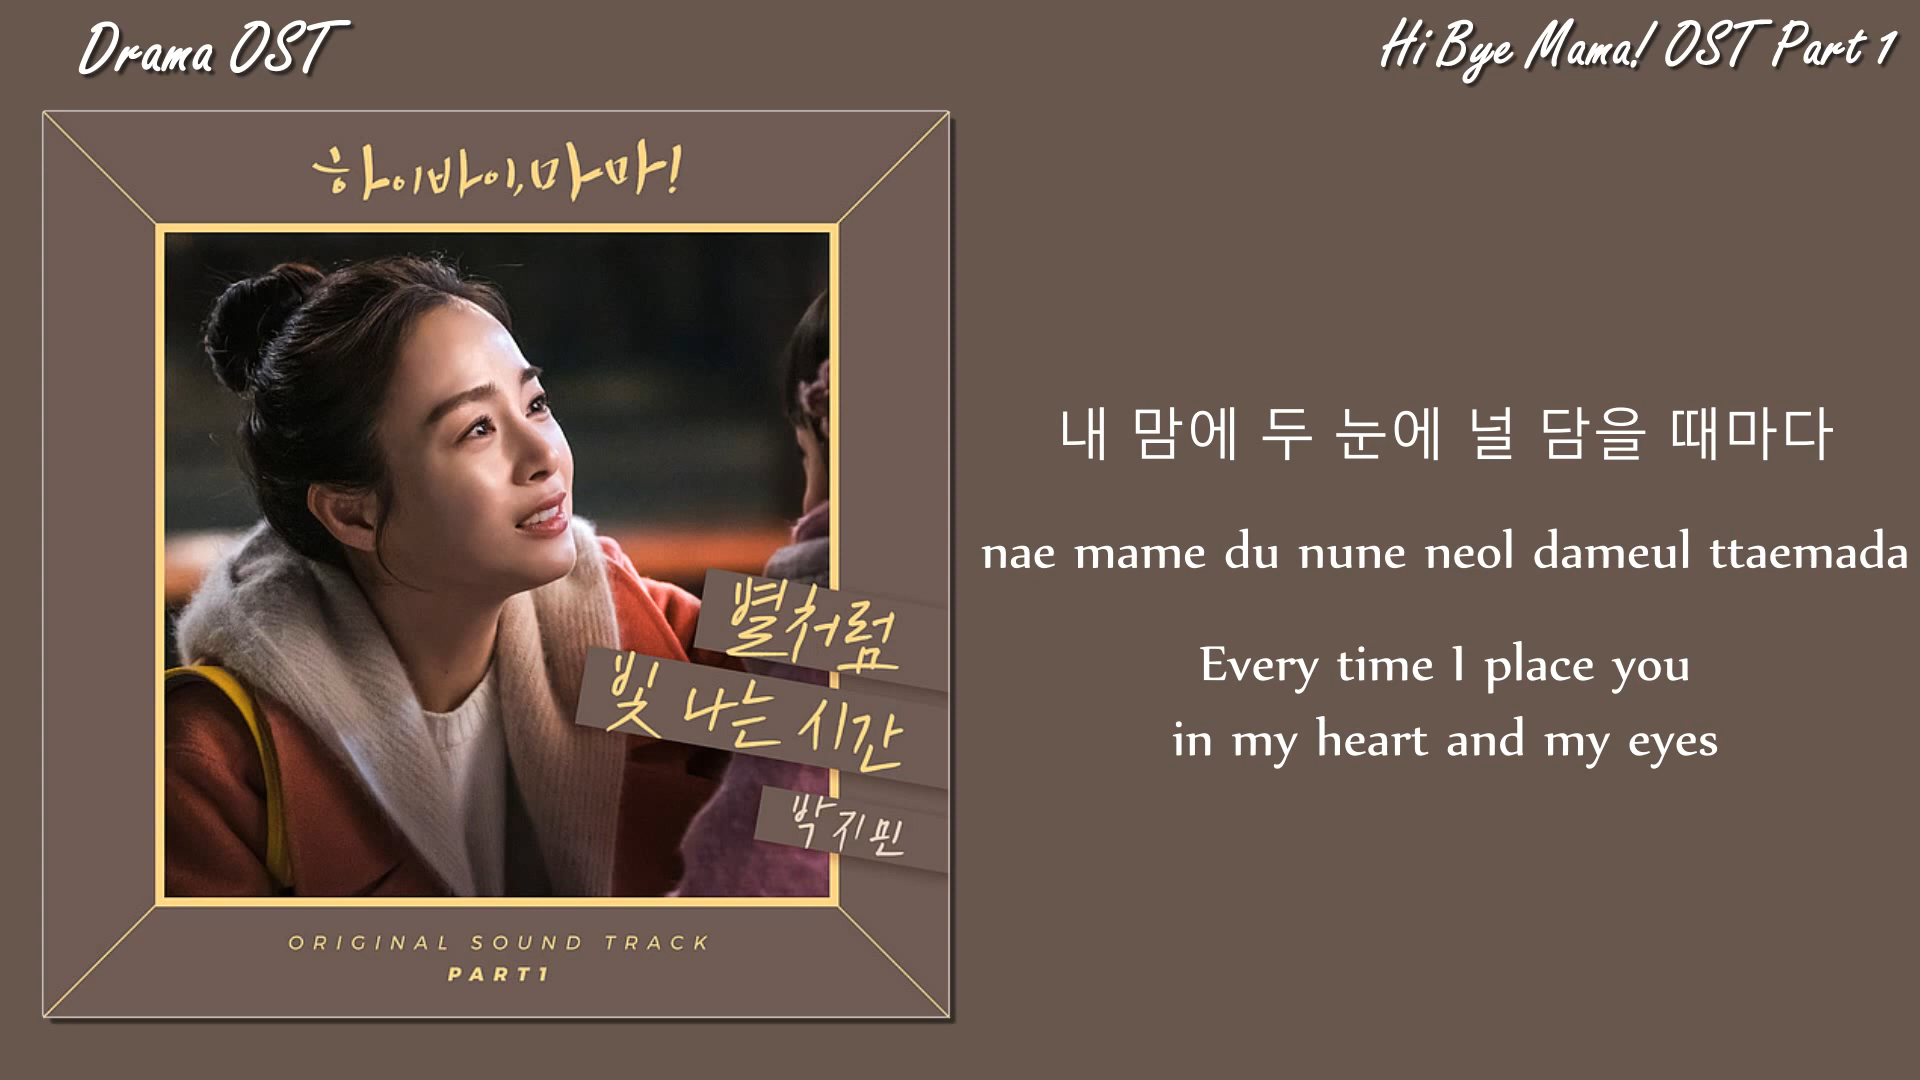 Drama OST
Hi Bye Mama! OST Part 1
하이바이,마마!
별처럼
빛 나는 시간
박지민
ORIGINAL SOUND TRACK
PART1
내 맘에 두 눈에 널 담을 때마다
nae mame du nune neol dameul ttaemada
Every time I place you
in my heart and my eyes